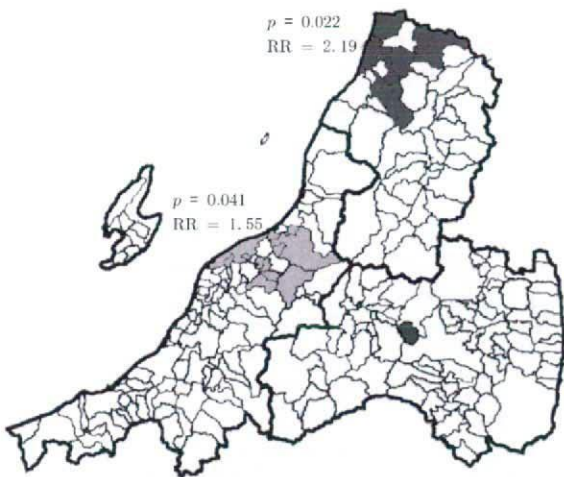 p = 0.022
RR = 2.19
p = 0.041
RR = 1.55